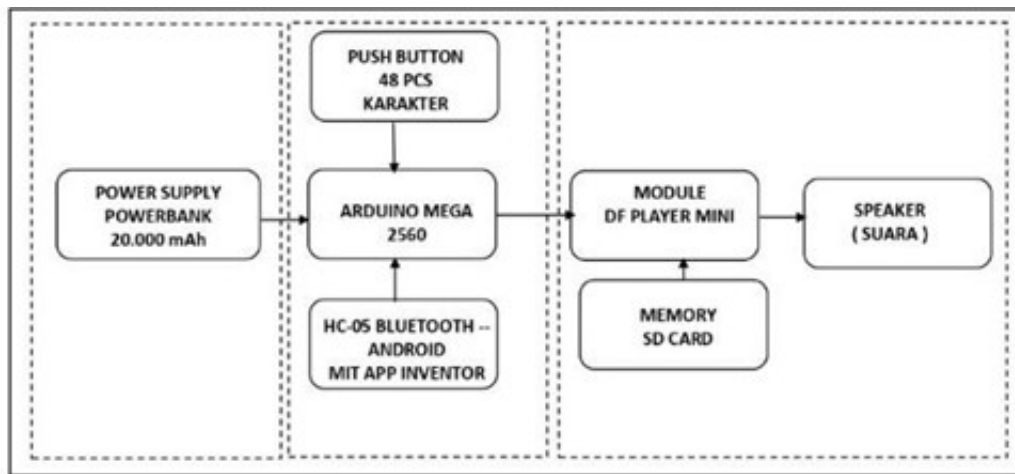 PUSH BUTTON
48 PCS
KARAKTER
POWER SUPPLY
POWERBANK
20.000 mAh
ARDUINO MEGA
2560
MODULE
DF PLAYER MINI
SPEAKER
( SUARA )
HC-05 BLUETOOTH --
ANDROID
MIT APP INVENTOR
MEMORY
SD CARD